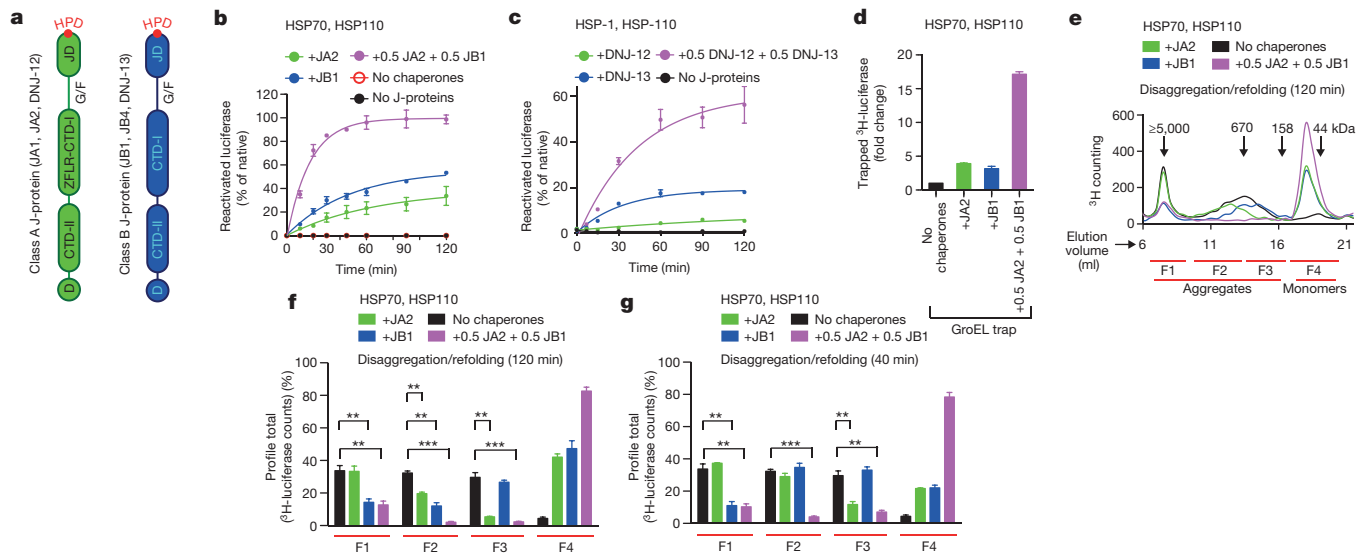 a
HPD
JD
G/F
ZFLR-CTD-I
CTD-II
D
Class A J-protein (JA1, JA2, DNJ-12)
HPD
JD
G/F
CTD-I
CTD-II
D
Class B J-protein (JB1, JB4, DNJ-13)
b
HSP70, HSP110
+JA2
+0.5 JA2 + 0.5 JB1
+JB1
No chaperones
No J-proteins
Reactivated luciferase
(% of native)
120
100
80
60
40
20
0
0
30
60
90
120
Time (min)
c
HSP-1, HSP-110
+DNJ-12
+0.5 DNJ-12 + 0.5 DNJ-13
+DNJ-13
No J-proteins
Reactivated luciferase
(% of native)
60
40
20
0
0
30
60
90
120
Time (min)
d
HSP70, HSP110
Trapped ³H-luciferase
(fold change)
20
15
10
5
0
No
chaperones
+JA2
+JB1
+0.5 JA2 + 0.5 JB1
GroEL trap
e
HSP70, HSP110
+JA2
No chaperones
+JB1
+0.5 JA2 + 0.5 JB1
Disaggregation/refolding (120 min)
≥5,000
670
158
44 kDa
³H counting
600
400
200
0
Elution
volume
(ml)
6
11
16
21
F1
F2
F3
F4
Aggregates
Monomers
f
HSP70, HSP110
+JA2
No chaperones
+JB1
+0.5 JA2 + 0.5 JB1
Disaggregation/refolding (120 min)
Profile total
(³H-luciferase counts) (%)
100
80
60
40
20
0
**
**
**
**
***
**
***
F1
F2
F3
F4
g
HSP70, HSP110
+JA2
No chaperones
+JB1
+0.5 JA2 + 0.5 JB1
Disaggregation/refolding (40 min)
Profile total
(³H-luciferase counts) (%)
100
80
60
40
20
0
**
**
***
**
**
F1
F2
F3
F4